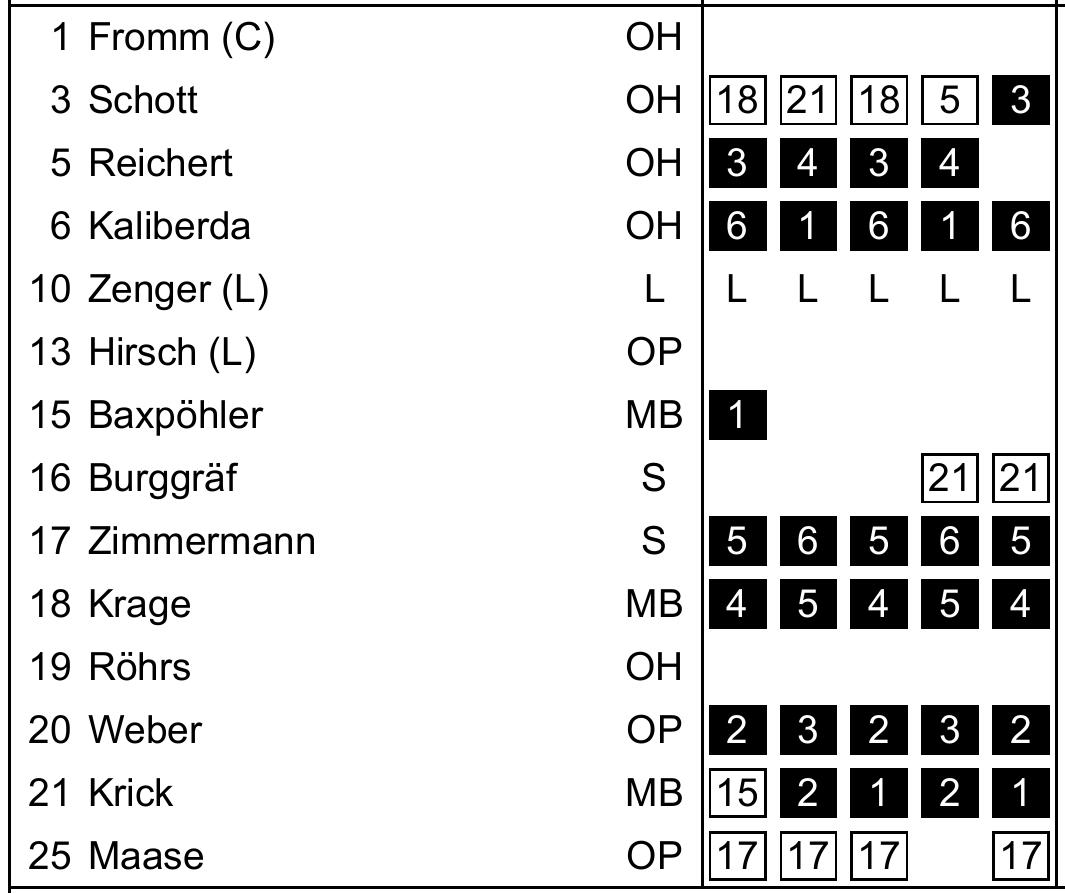 1 Fromm (C) OH
3 Schott OH 18 21 18 5 3
5 Reichert OH 3 4 3 4
6 Kaliberda OH 6 1 6 1 6
10 Zenger (L) L L L L L L
13 Hirsch (L) OP
15 Baxpöhler MB 1
16 Burggräf S 21 21
17 Zimmermann S 5 6 5 6 5
18 Krage MB 4 5 4 5 4
19 Röhrs OH
20 Weber OP 2 3 2 3 2
21 Krick MB 15 2 1 2 1
25 Maase OP 17 17 17 17